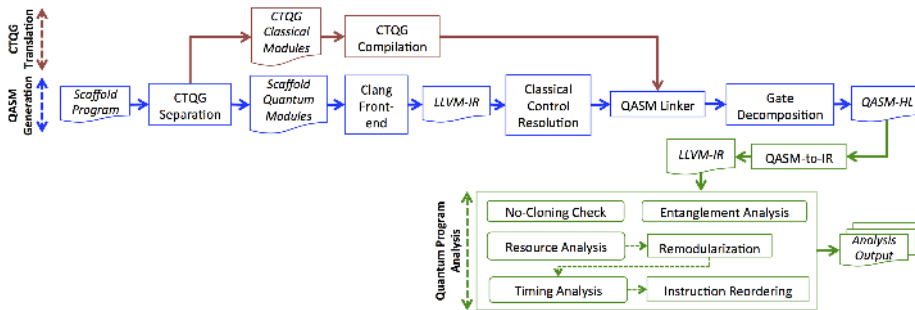 CTQG
Translation
CTQG
Classical
Modules
CTQG
Compilation
QASM
Generation
Scaffold
Program
CTQG
Separation
Scaffold
Quantum
Modules
Clang
Front-
end
LLVM-IR
Classical
Control
Resolution
QASM Linker
Gate
Decomposition
QASM-HL
LLVM-IR
QASM-to-IR
Quantum Program
Analysis
No-Cloning Check
Entanglement Analysis
Resource Analysis
Remodularization
Timing Analysis
Instruction Reordering
Analysis
Output